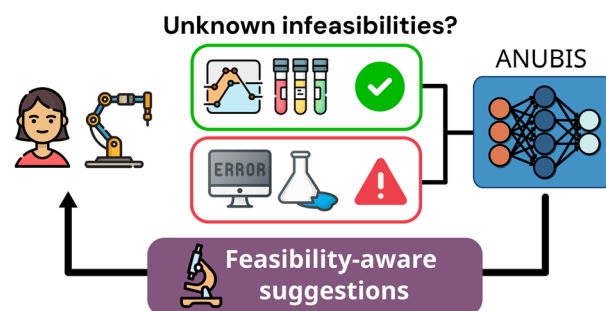 Unknown infeasibilities?
ANUBIS
ERROR
Feasibility-aware
suggestions